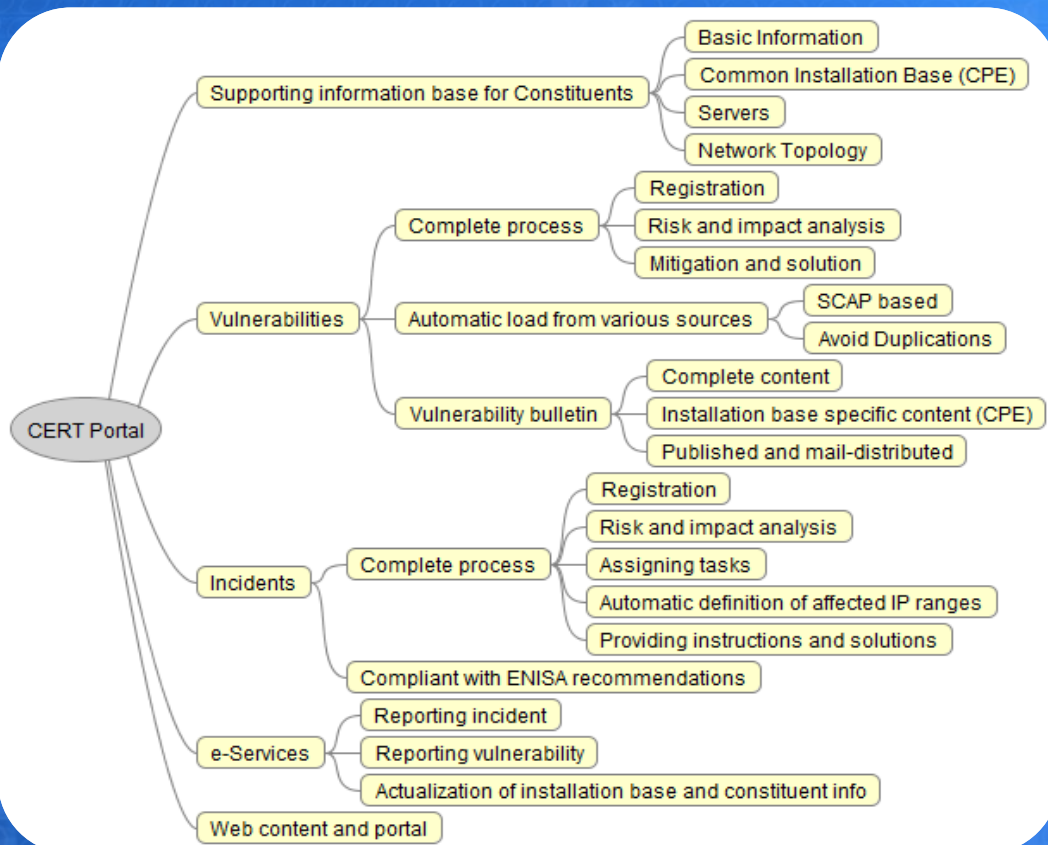 Basic Information
Supporting information base for Constituents
Common Installation Base (CPE)
Servers
Network Topology
Registration
Complete process
Risk and impact analysis
Mitigation and solution
Vulnerabilities
Automatic load from various sources
SCAP based
Avoid Duplications
Complete content
Vulnerability bulletin
Installation base specific content (CPE)
Published and mail-distributed
CERT Portal
Registration
Risk and impact analysis
Incidents
Complete process
Assigning tasks
Automatic definition of affected IP ranges
Providing instructions and solutions
Compliant with ENISA recommendations
Reporting incident
e-Services
Reporting vulnerability
Actualization of installation base and constituent info
Web content and portal